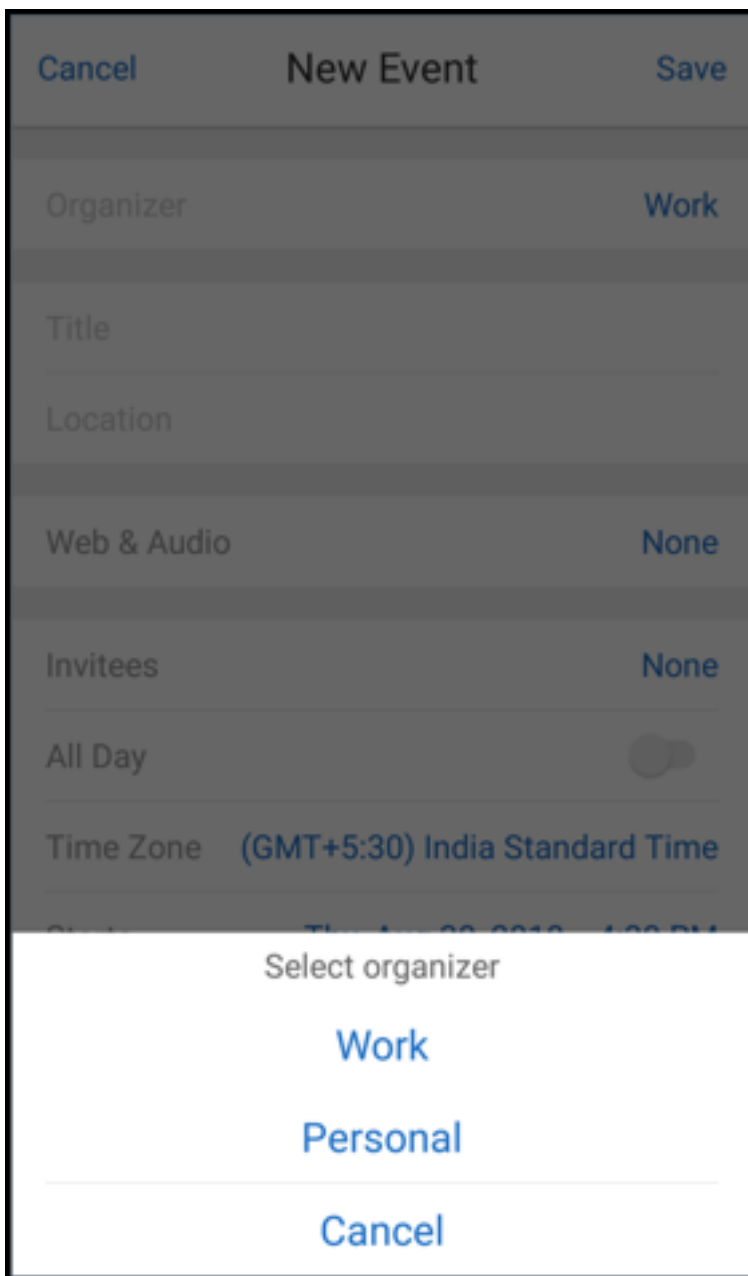 Cancel New Event Save
Organizer Work
Title
Location
Web & Audio None
Invitees None
All Day
Time Zone (GMT+5:30) India Standard Time
Select organizer
Work
Personal
Cancel